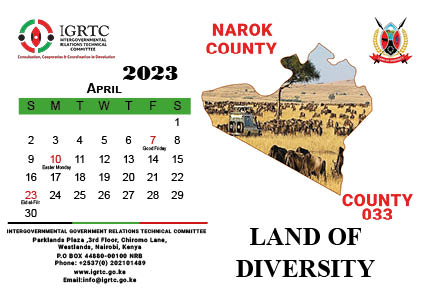 IGRTC
INTERGOVERNMENTAL
RELATIONS TECHNICAL
COMMITTEE
Consultation, Cooperation & Coordination in Devolution
2023
APRIL
S M T W T F S
1
2 3 4 5 6 7 8
Good Friday
9 10 11 12 13 14 15
Easter Monday
16 17 18 19 20 21 22
23 24 25 26 27 28 29
Eid al-Fitr
30
INTERGOVERNMENTAL GOVERNMENT RELATIONS TECHNICAL COMMITTEE
Parklands Plaza ,3rd Floor, Chiromo Lane,
Westlands, Nairobi, Kenya
P.O BOX 44880-00100 NRB
Phone: +2537(0) 202101489
www.igrtc.go.ke
Email:info@igrtc.go.ke
NAROK
COUNTY
COUNTY
033
LAND OF
DIVERSITY